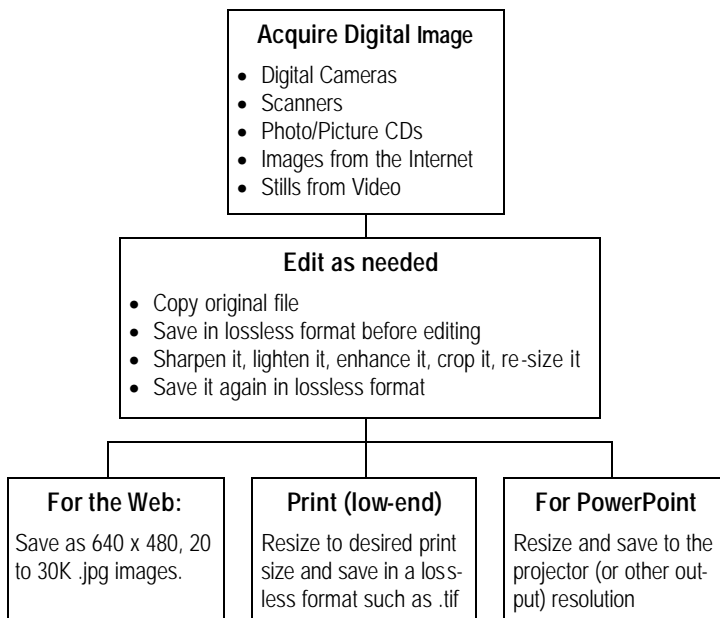 Acquire Digital Image
• Digital Cameras
• Scanners
• Photo/Picture CDs
• Images from the Internet
• Stills from Video
Edit as needed
• Copy original file
• Save in lossless format before editing
• Sharpen it, lighten it, enhance it, crop it, re-size it
• Save it again in lossless format
For the Web:
Save as 640 x 480, 20
to 30K .jpg images.
Print (low-end)
Resize to desired print
size and save in a loss-
less format such as .tif
For PowerPoint
Resize and save to the
projector (or other out-
put) resolution